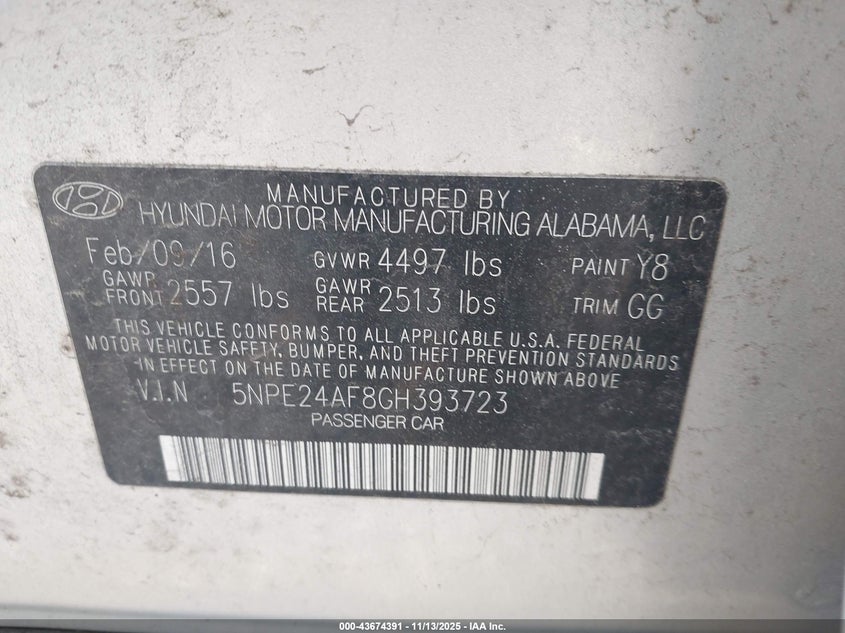 MANUFACTURED BY
HYUNDAI MOTOR MANUFACTURING ALABAMA, LLC
Feb/09/16 GVWR 4497 lbs PAINT Y8
GAWR FRONT 2557 lbs GAWR REAR 2513 lbs TRIM GG
THIS VEHICLE CONFORMS TO ALL APPLICABLE U.S.A. FEDERAL
MOTOR VEHICLE SAFETY, BUMPER, AND THEFT PREVENTION STANDARDS
IN EFFECT ON THE DATE OF MANUFACTURE SHOWN ABOVE
V.I.N 5NPE24AF8GH393723
PASSENGER CAR
000-43674391 - 11/13/2025 - IAA Inc.